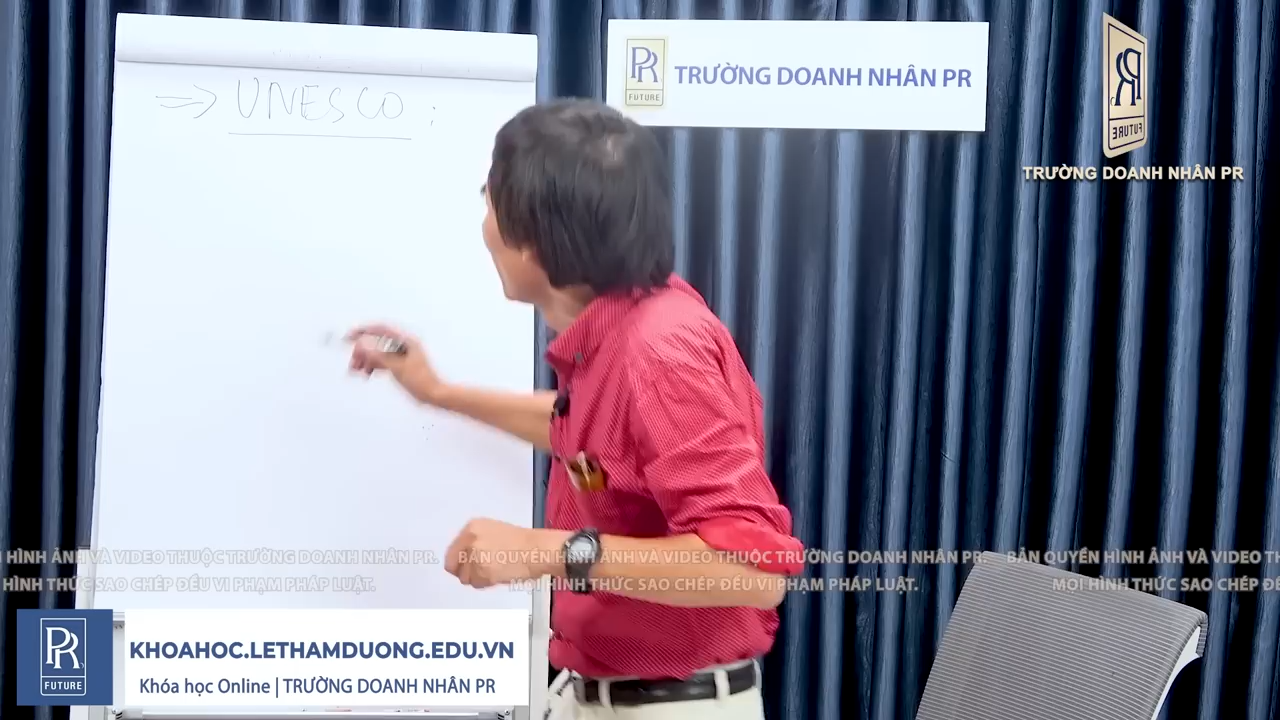 ⇒ UNESCO :
PR
FUTURE
TRƯỜNG DOANH NHÂN PR
FUTURE
TRƯỜNG DOANH NHÂN PR
HÌNH ẢNH VÀ VIDEO THUỘC TRƯỜNG DOANH NHÂN PR. BẢN QUYỀN HÌNH ẢNH VÀ VIDEO THUỘC TRƯỜNG DOANH NHÂN PR. BẢN QUYỀN HÌNH ẢNH VÀ VIDEO
HÌNH THỨC SAO CHÉP ĐỀU VI PHẠM PHÁP LUẬT. MỌI HÌNH THỨC SAO CHÉP ĐỀU VI PHẠM PHÁP LUẬT. MỌI HÌNH THỨC SAO CHÉP
PR
FUTURE
KHOAHOC.LETHAMDUONG.EDU.VN
Khóa học Online | TRƯỜNG DOANH NHÂN PR